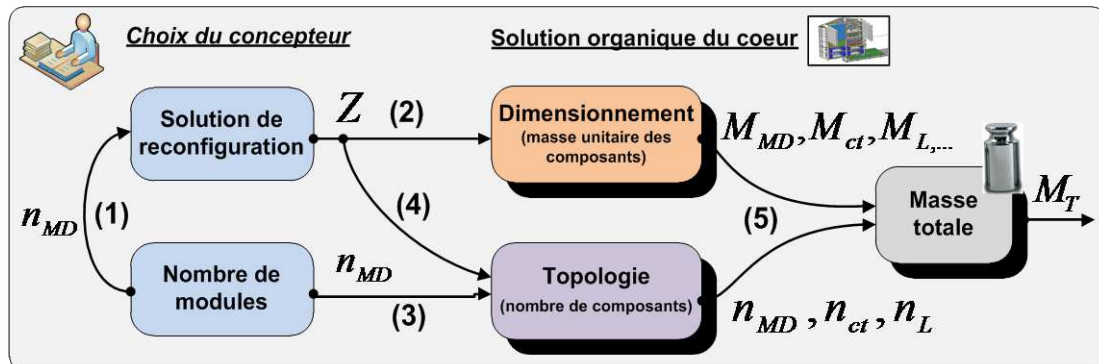 Choix du concepteur
Solution organique du coeur
Solution de
reconfiguration
Z
(2)
Dimensionnement
(masse unitaire des
composants)
M_MD, M_ct, M_L,...
n_MD
(1)
(4)
(5)
Masse
totale
M_T
Nombre de
modules
n_MD
(3)
Topologie
(nombre de composants)
n_MD , n_ct , n_L